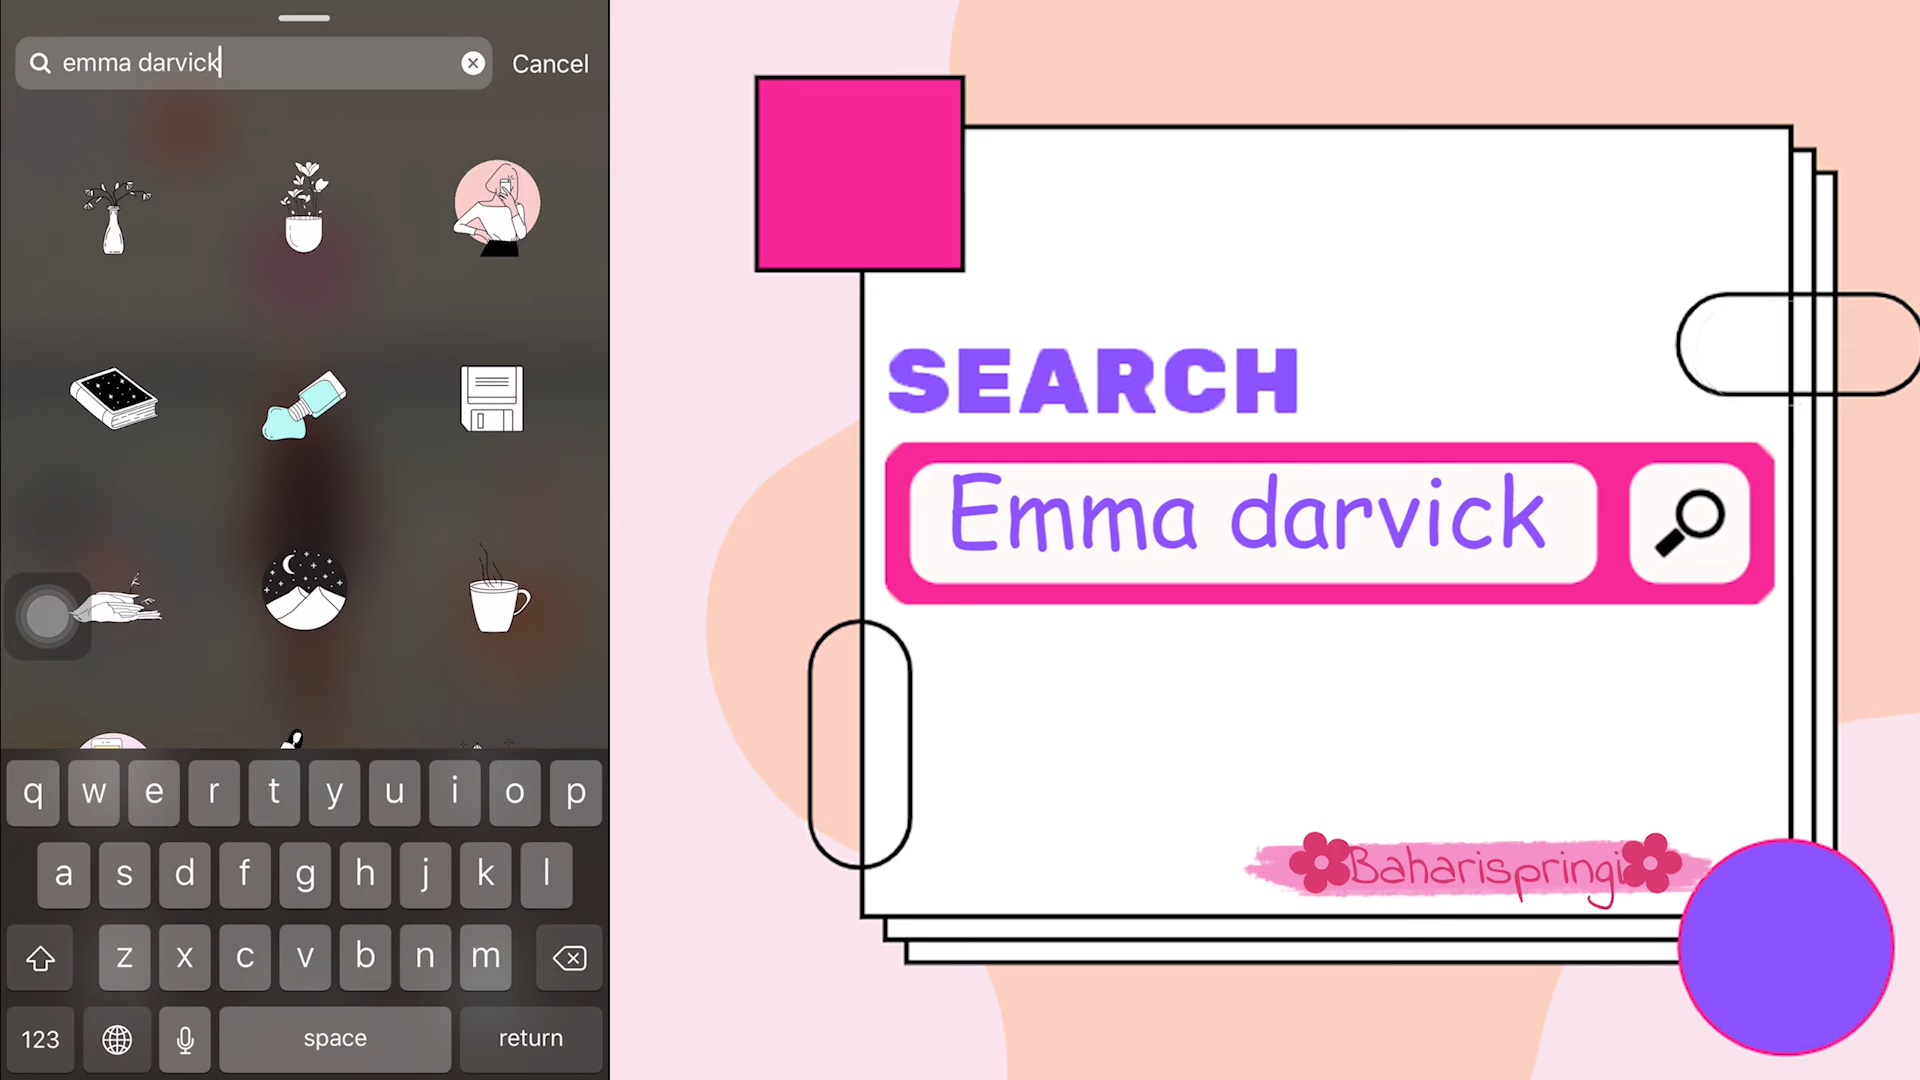 emma darvick
Cancel
q w e r t y u i o p
a s d f g h j k l
z x c v b n m
123 space return
SEARCH
Emma darvick
Baharispringi